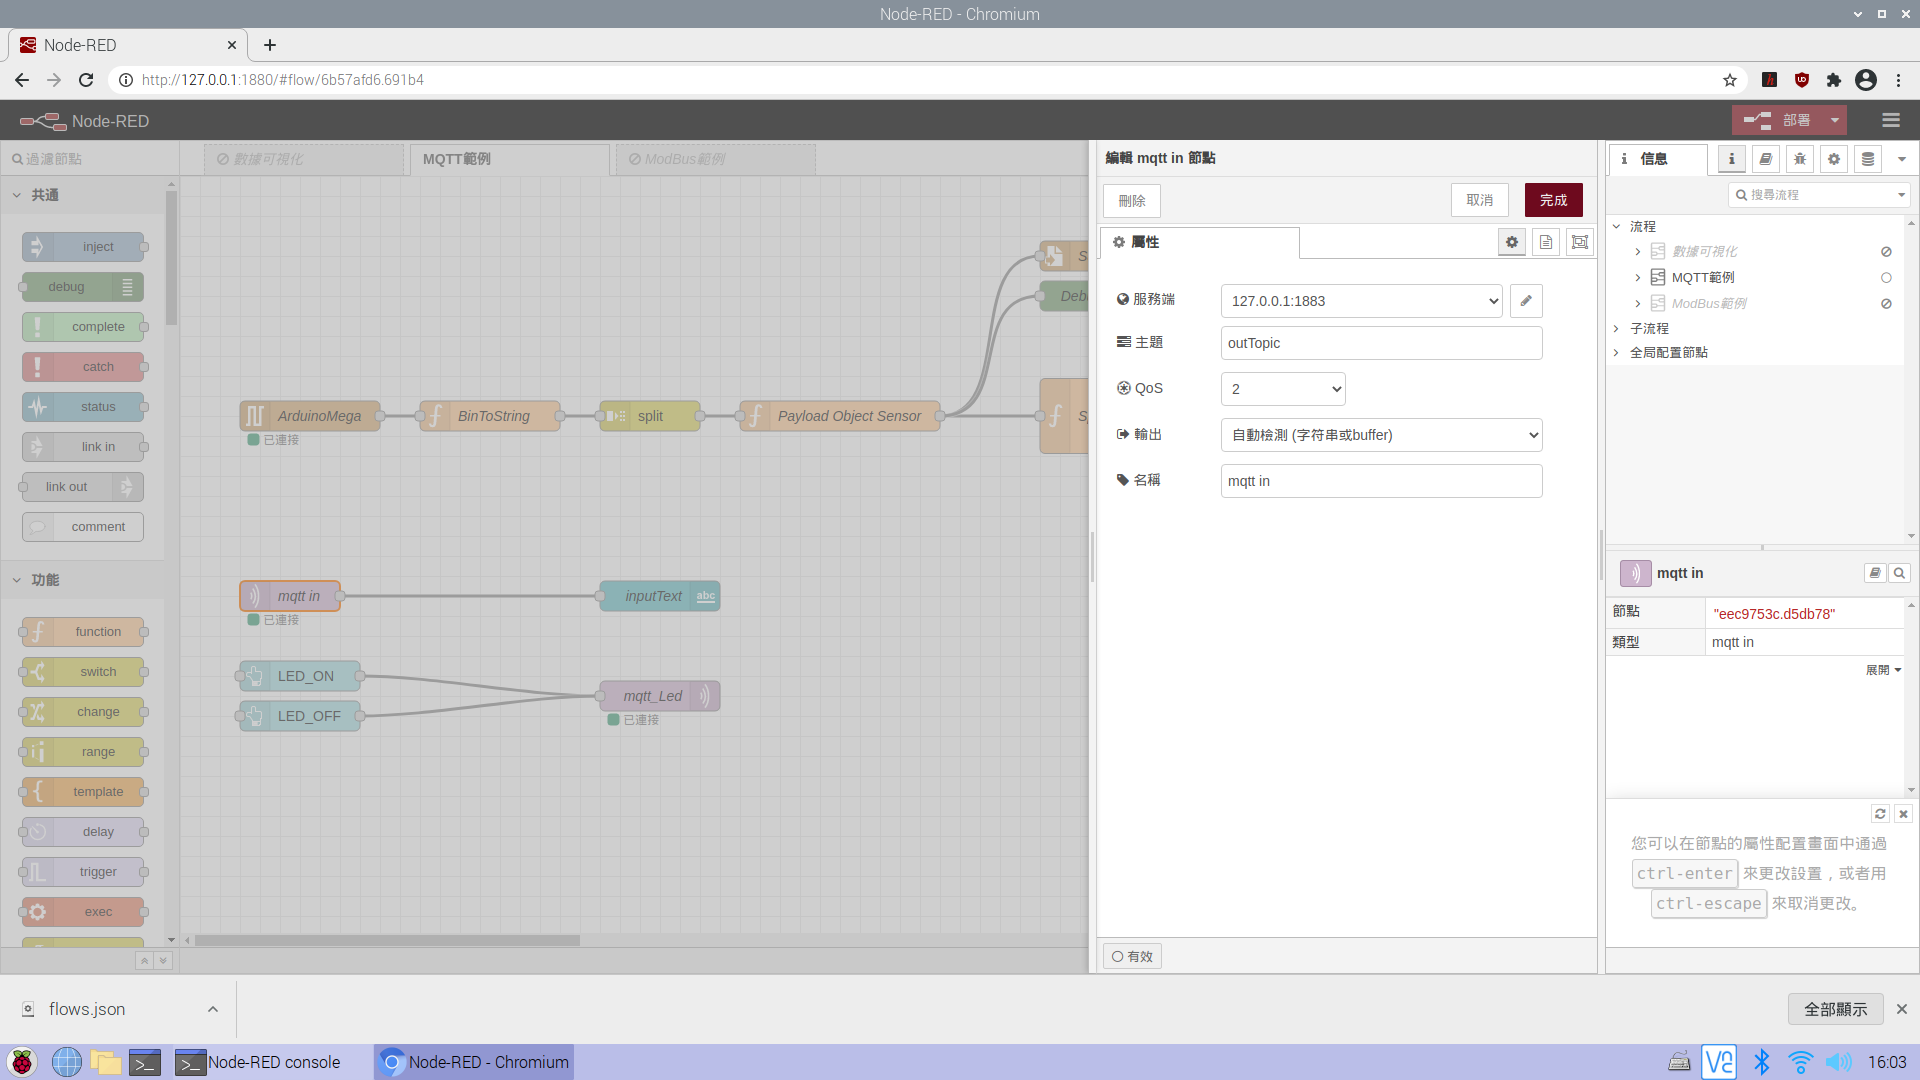 Node-RED - Chromium
Node-RED
http://127.0.0.1:1880/#flow/6b57afd6.691b4
Node-RED
部署
過濾節點
數據可視化
MQTT範例
ModBus範例
共通
inject
debug
complete
catch
status
link in
link out
comment
功能
function
switch
change
range
template
delay
trigger
exec
ArduinoMega
已連接
BinToString
split
Payload Object Sensor
S
Deb
S
mqtt in
已連接
inputText
abc
LED_ON
LED_OFF
mqtt_Led
已連接
編輯 mqtt in 節點
刪除
取消
完成
屬性
服務端
127.0.0.1:1883
主題
outTopic
QoS
2
輸出
自動檢測 (字符串或buffer)
名稱
mqtt in
有效
信息
搜尋流程
流程
數據可視化
MQTT範例
ModBus範例
子流程
全局配置節點
mqtt in
節點
"eec9753c.d5db78"
類型
mqtt in
展開
您可以在節點的屬性配置畫面中通過
ctrl-enter 來更改設置，或者用
ctrl-escape 來取消更改。
flows.json
全部顯示
Node-RED console
Node-RED - Chromium
16:03